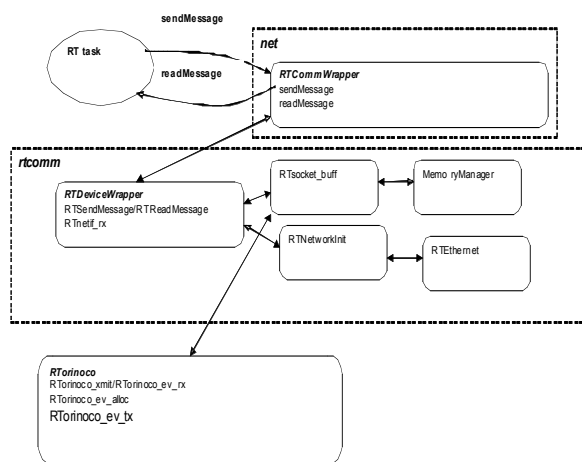 sendMessage
net
RT task
readMessage
RTCommWrapper
sendMessage
readMessage
rtcomm
RTDeviceWrapper
RTSendMessage/RTReadMessage
RTnetif_rx
RTsocket_buff
Memo ryManager
RTNetworkInit
RTEthernet
RTorinoco
RTorinoco_xmit/RTorinoco_ev_rx
RTorinoco_ev_alloc
RTorinoco_ev_tx